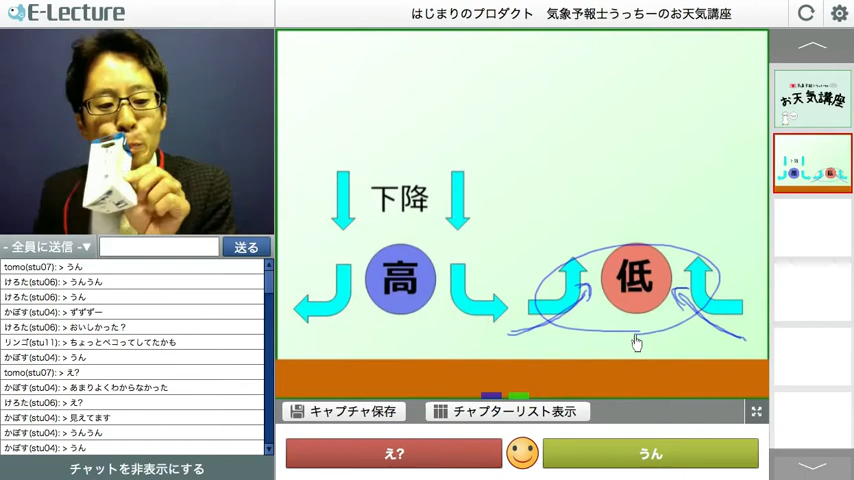 E-Lecture
はじまりのプロダクト　気象予報士うっちーのお天気講座
お天気講座
下降
高
低
- 全員に送信 -▼
送る
tomo(stu07): > うん
けろた(stu06): > うんうん
けろた(stu06): > うん
かぼす(stu04): > ずずずー
けろた(stu06): > おいしかった？
リンゴ(stu11): > ちょっとペコってしてたかも
かぼす(stu04): > うん
tomo(stu07): > え?
かぼす(stu04): > あまりよくわからなかった
けろた(stu06): > え?
かぼす(stu04): > 見えてます
かぼす(stu04): > うんうん
かぼす(stu04): > うん
チャットを非表示にする
キャプチャ保存
チャプターリスト表示
え?
うん